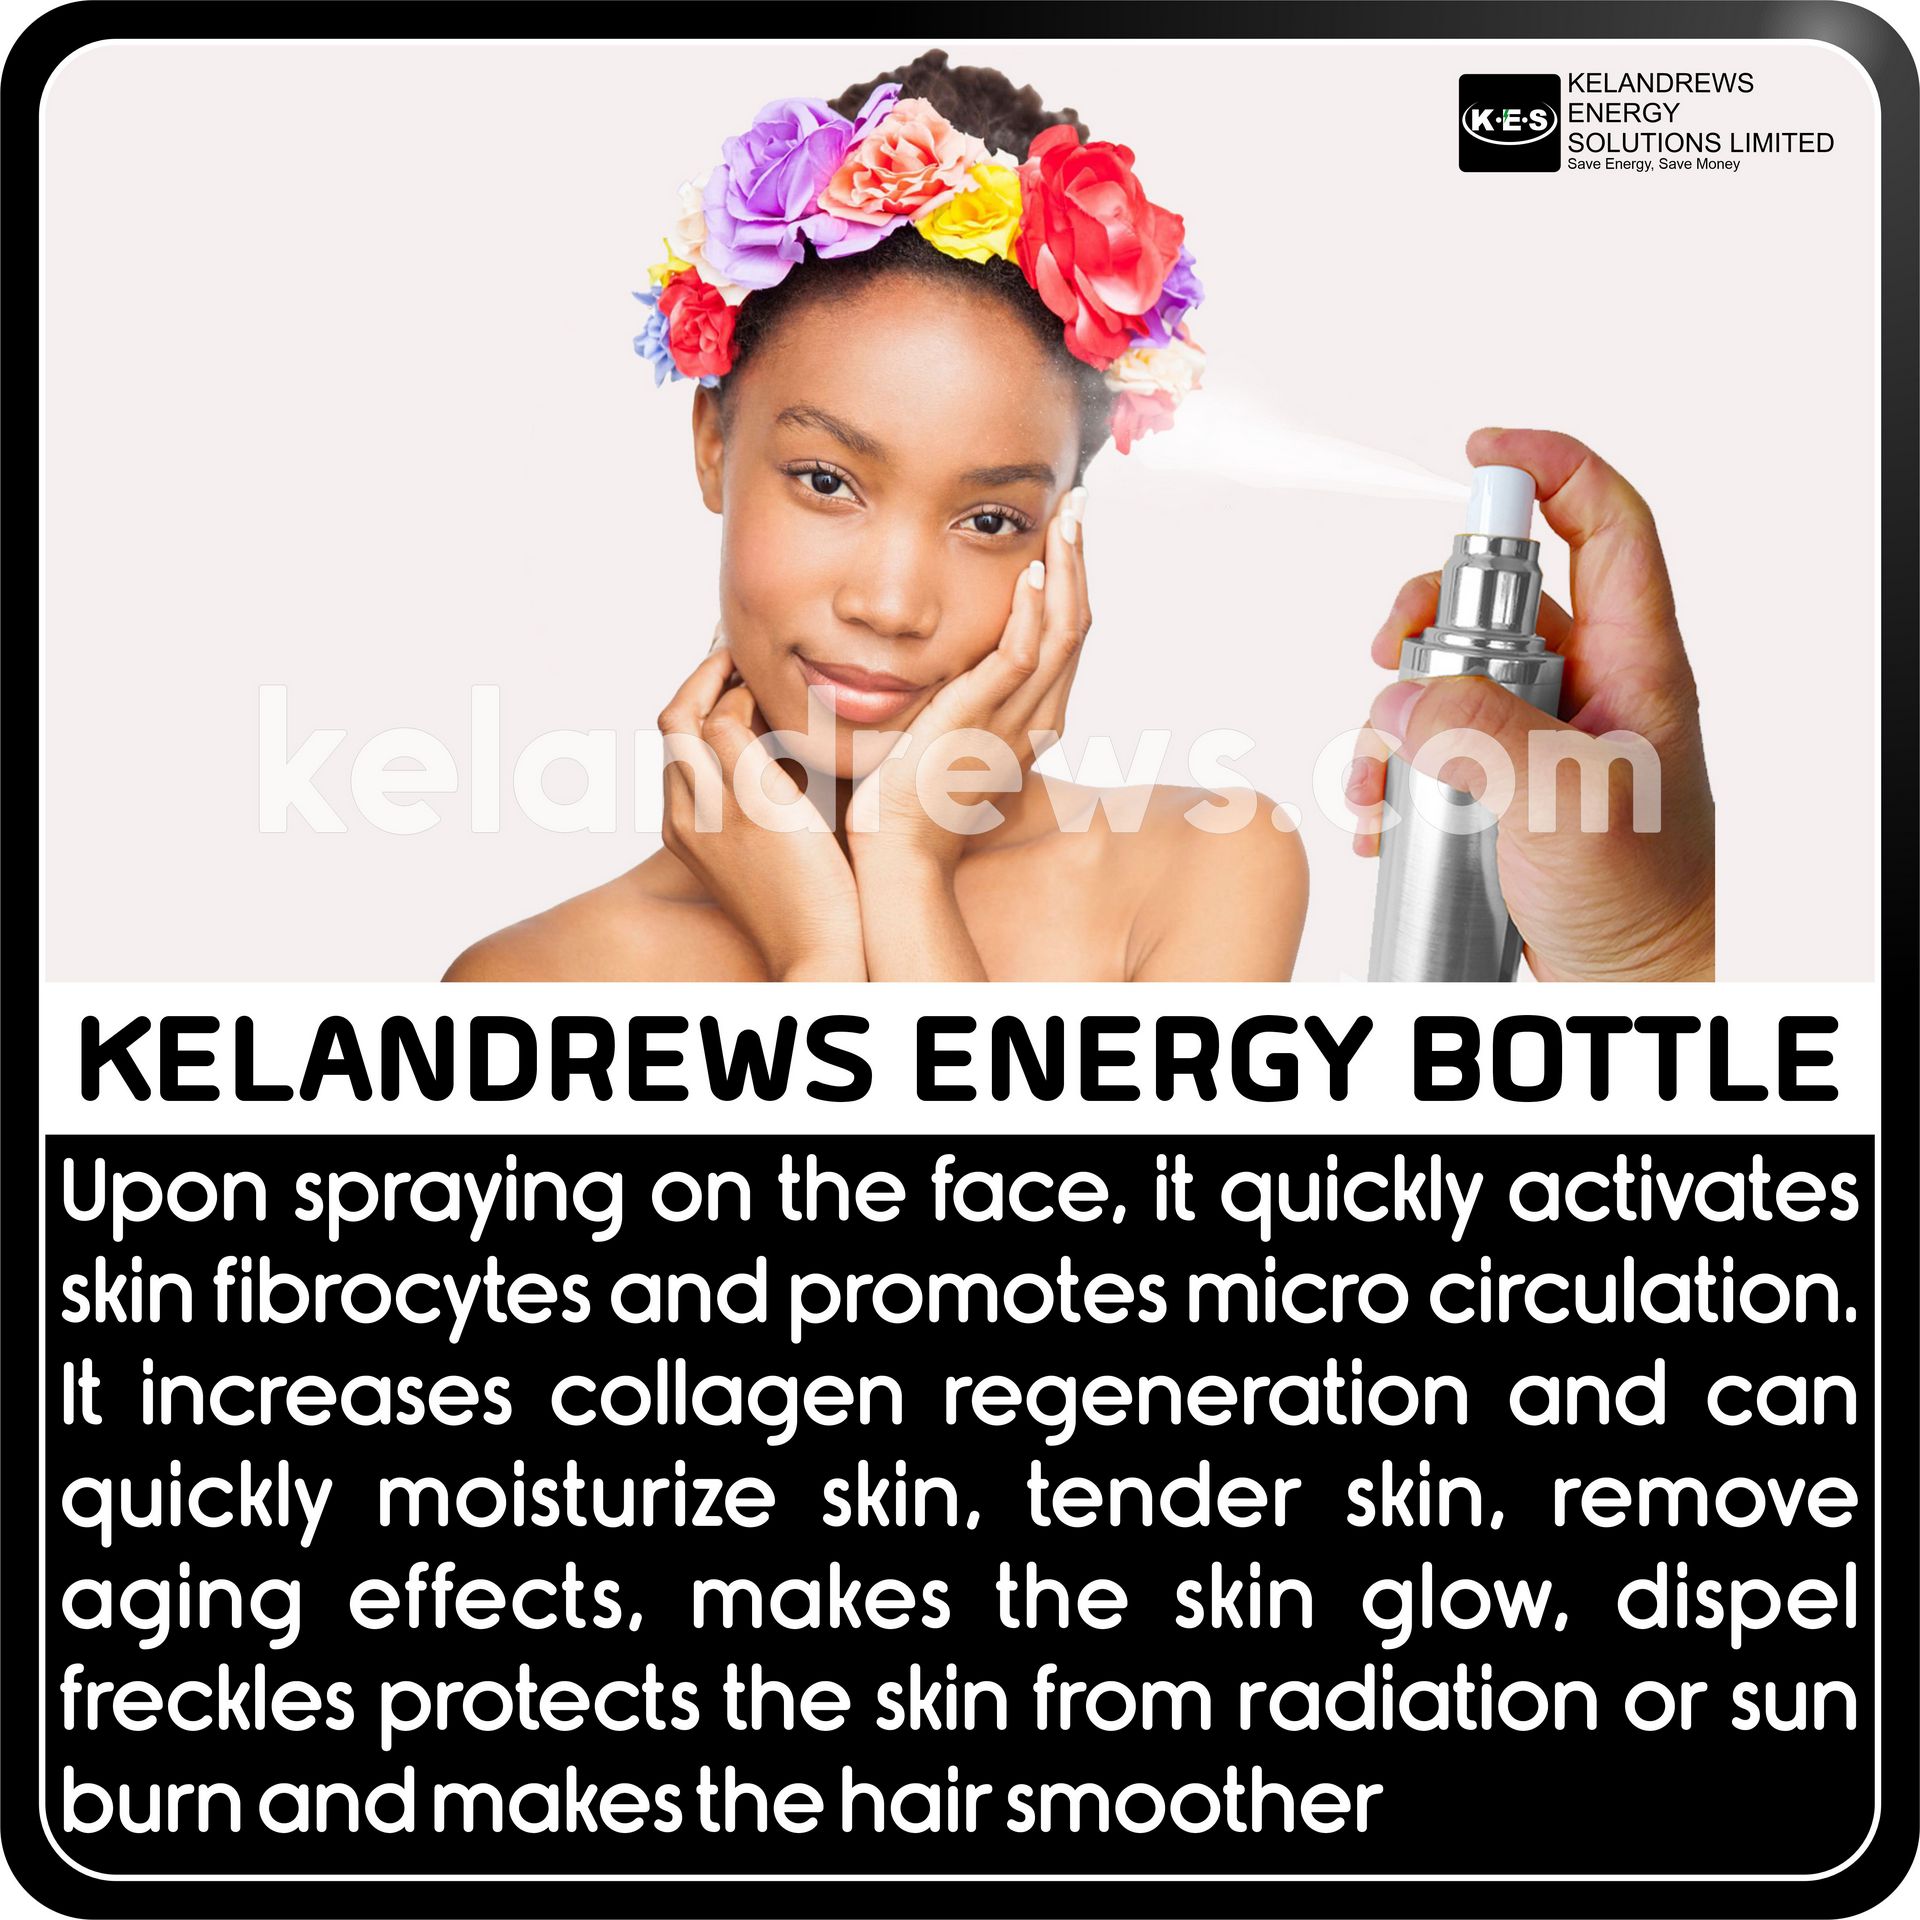 K·E·S
KELANDREWS
ENERGY
SOLUTIONS LIMITED
Save Energy, Save Money
kelandrews.com
KELANDREWS ENERGY BOTTLE
Upon spraying on the face, it quickly activates
skin fibrocytes and promotes micro circulation.
It increases collagen regeneration and can
quickly moisturize skin, tender skin, remove
aging effects, makes the skin glow, dispel
freckles protects the skin from radiation or sun
burn and makes the hair smoother